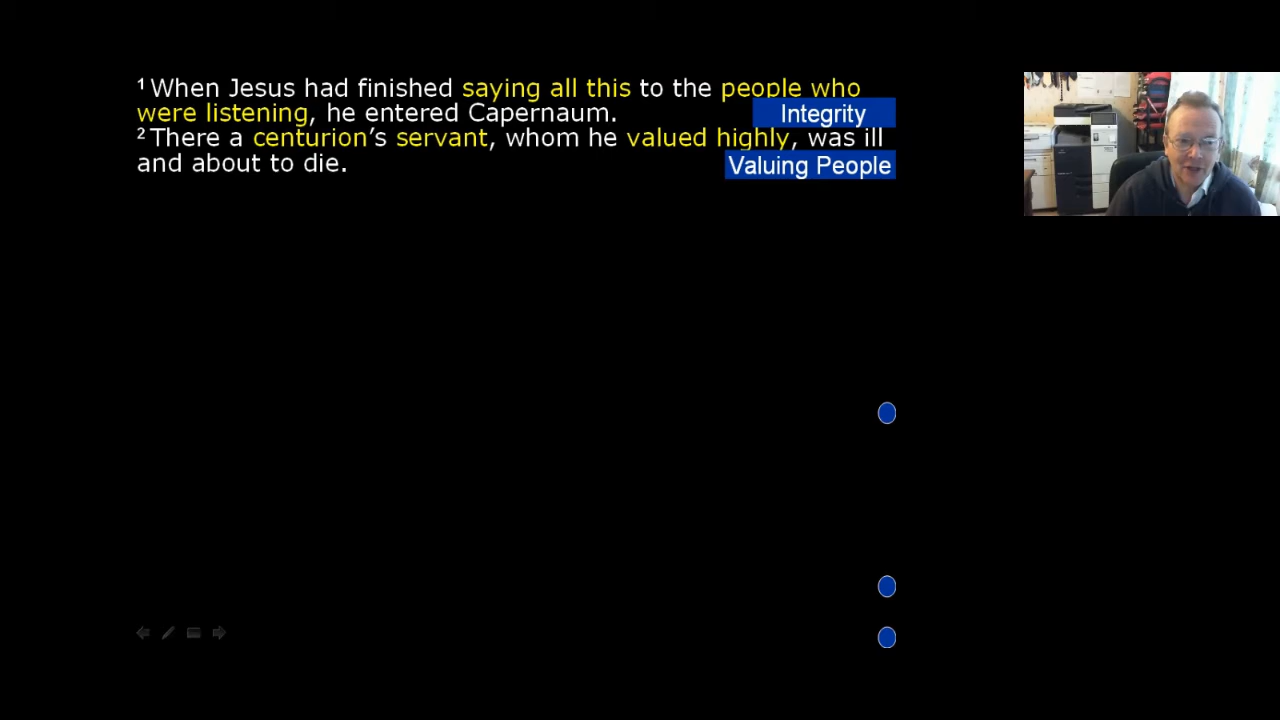 ¹When Jesus had finished saying all this to the people who
were listening, he entered Capernaum.
Integrity
²There a centurion’s servant, whom he valued highly, was ill
and about to die.
Valuing People